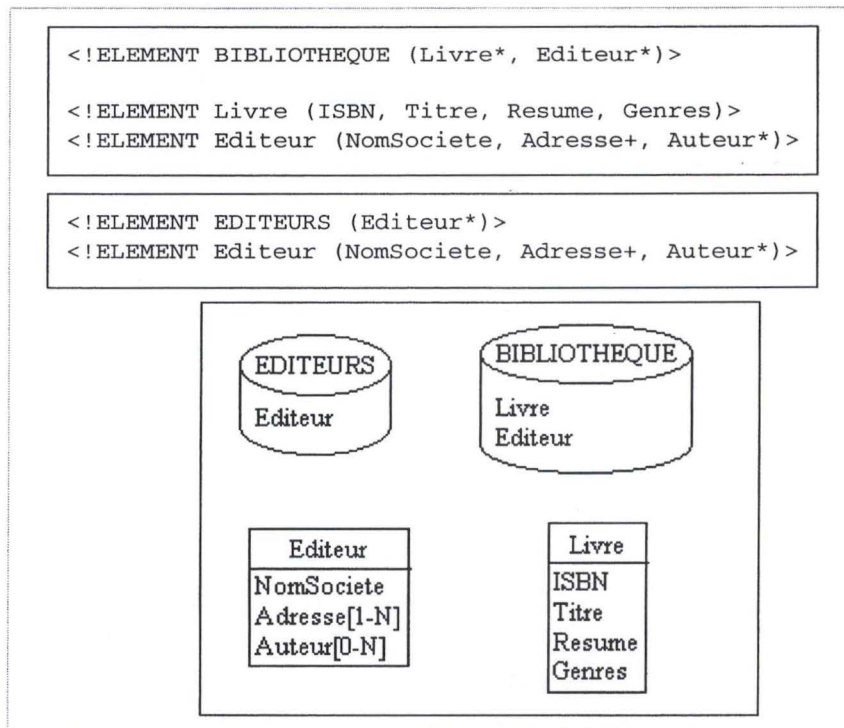 <!ELEMENT BIBLIOTHEQUE (Livre*, Editeur*)>
<!ELEMENT Livre (ISBN, Titre, Resume, Genres)>
<!ELEMENT Editeur (NomSociete, Adresse+, Auteur*)>
<!ELEMENT EDITEURS (Editeur*)>
<!ELEMENT Editeur (NomSociete, Adresse+, Auteur*)>
EDITEURS
Editeur
BIBLIOTHEQUE
Livre
Editeur
Editeur
NomSociete
Adresse[1-N]
Auteur[0-N]
Livre
ISBN
Titre
Resume
Genres